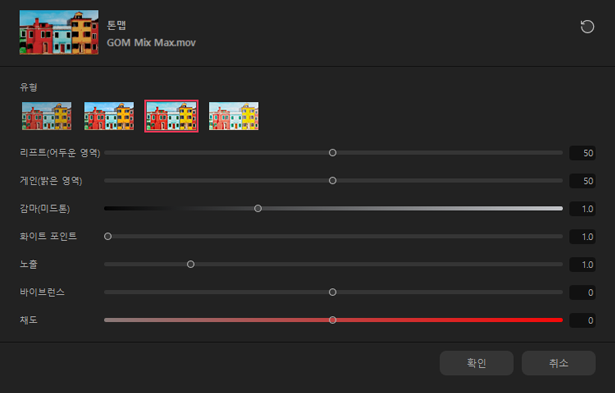 톤맵
GOM Mix Max.mov
유형
리프트(어두운 영역) 50
게인(밝은 영역) 50
감마(미드톤) 1.0
화이트 포인트 1.0
노출 1.0
바이브런스 0
채도 0
확인 취소